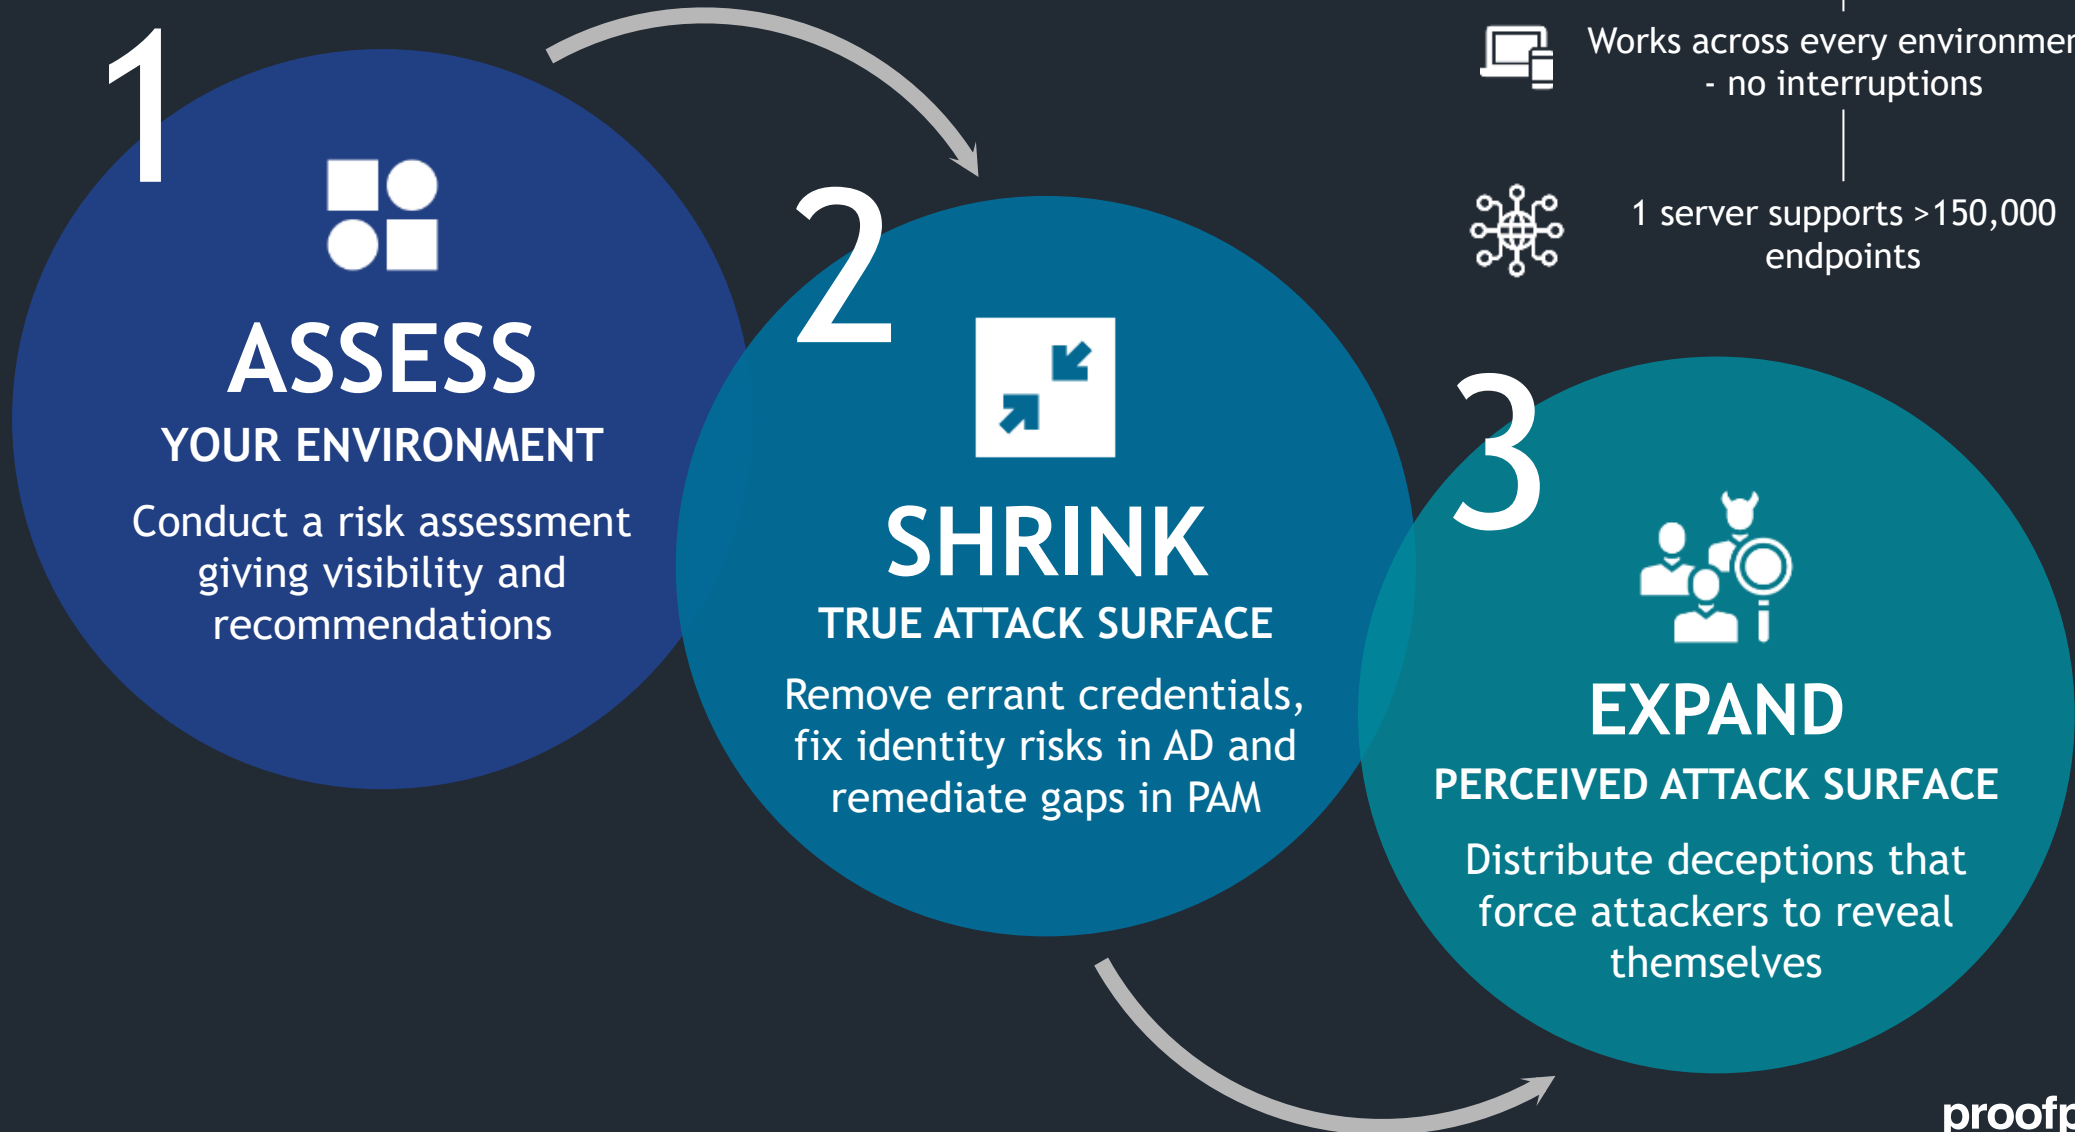 1
ASSESS
YOUR ENVIRONMENT
Conduct a risk assessment
giving visibility and
recommendations
2
SHRINK
TRUE ATTACK SURFACE
Remove errant credentials,
fix identity risks in AD and
remediate gaps in PAM
Works across every
- no interruptions
1 server supports >150,000
endpoints
3
EXPAND
PERCEIVED ATTACK SURFACE
Distribute deceptions that
force attackers to reveal
themselves